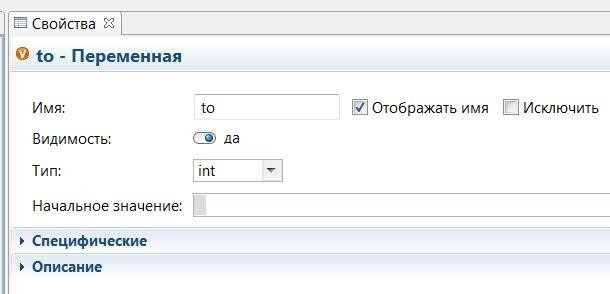 Свойства
V to - Переменная
Имя: to Отображать имя Исключить
Видимость: да
Тип: int
Начальное значение:
Специфические
Описание